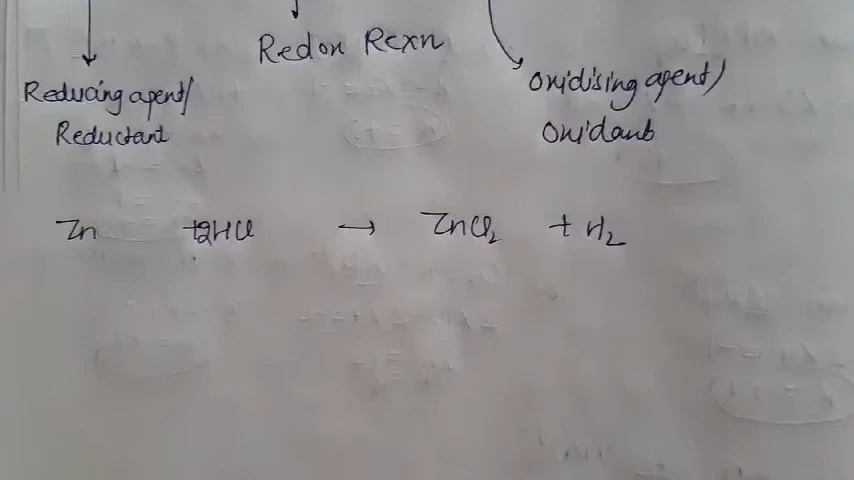 Redox Rexn
Reducing agent/
Reductant
Oxidising agent/
Oxidant
Zn +2HCl → ZnCl2 + H2